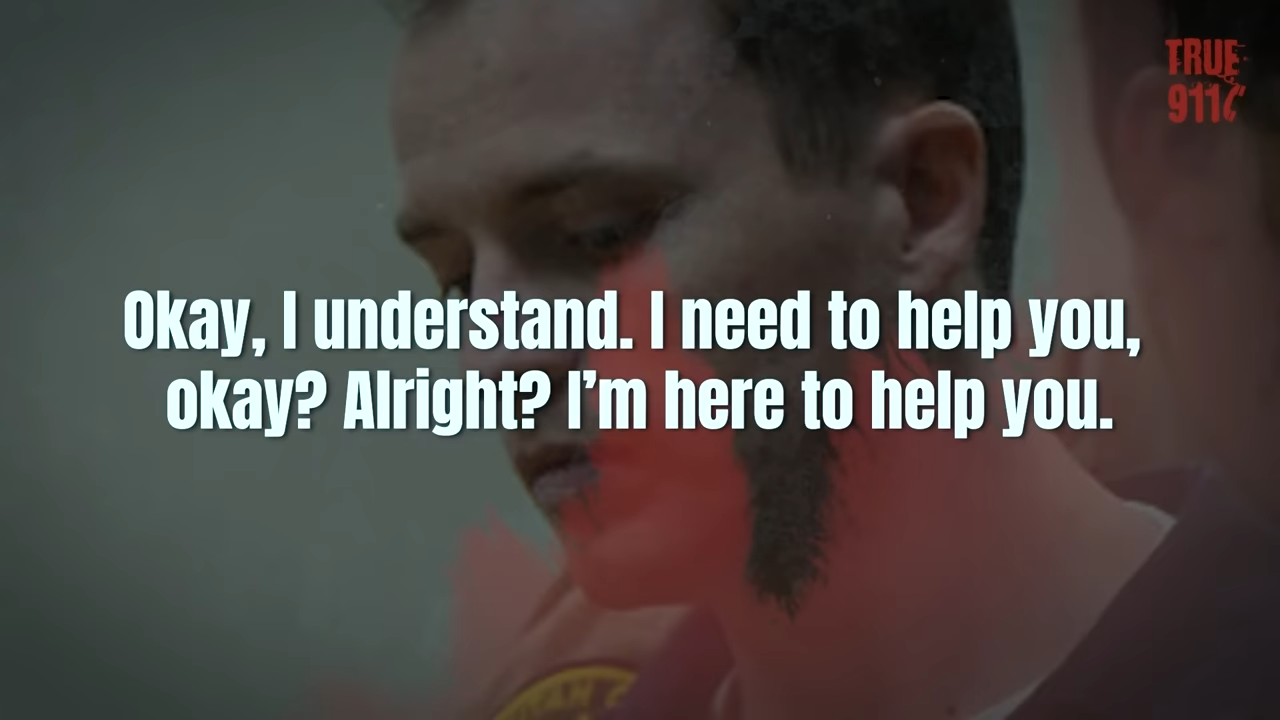 TRUE
911
Okay, I understand. I need to help you,
okay? Alright? I’m here to help you.